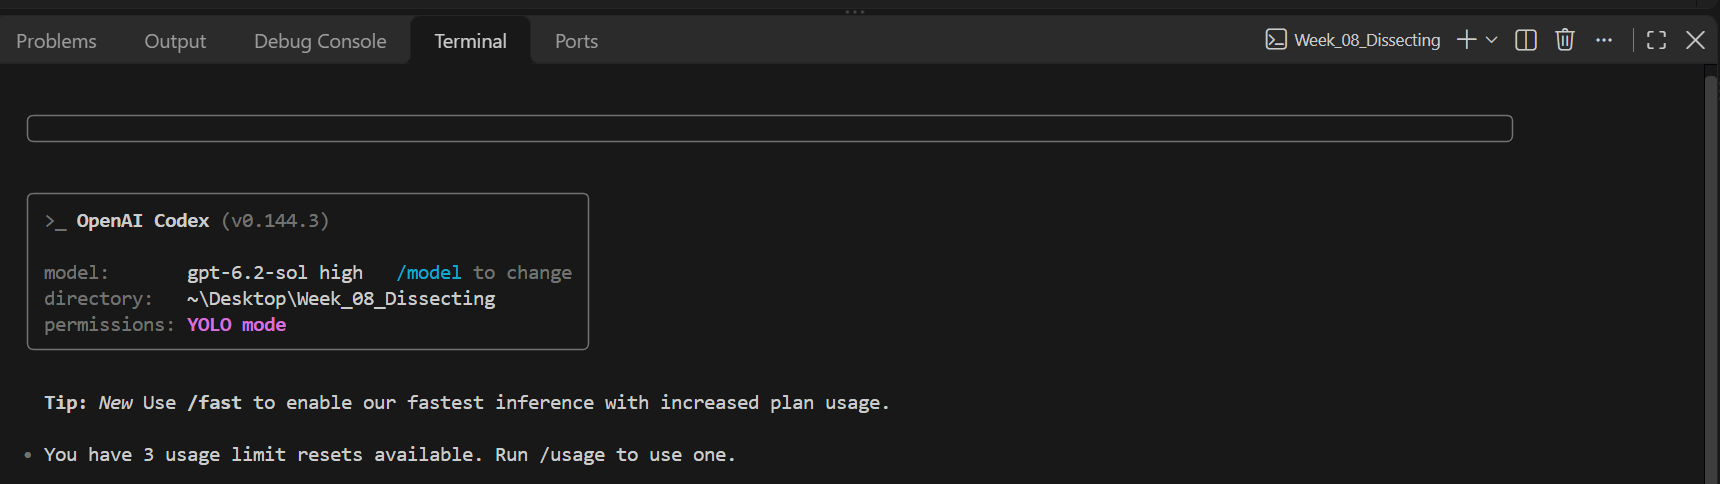 Problems Output Debug Console Terminal Ports Week_08_Dissecting
>_ OpenAI Codex (v0.144.3)
model: gpt-6.2-sol high /model to change
directory: ~\Desktop\Week_08_Dissecting
permissions: YOLO mode
Tip: New Use /fast to enable our fastest inference with increased plan usage.
• You have 3 usage limit resets available. Run /usage to use one.